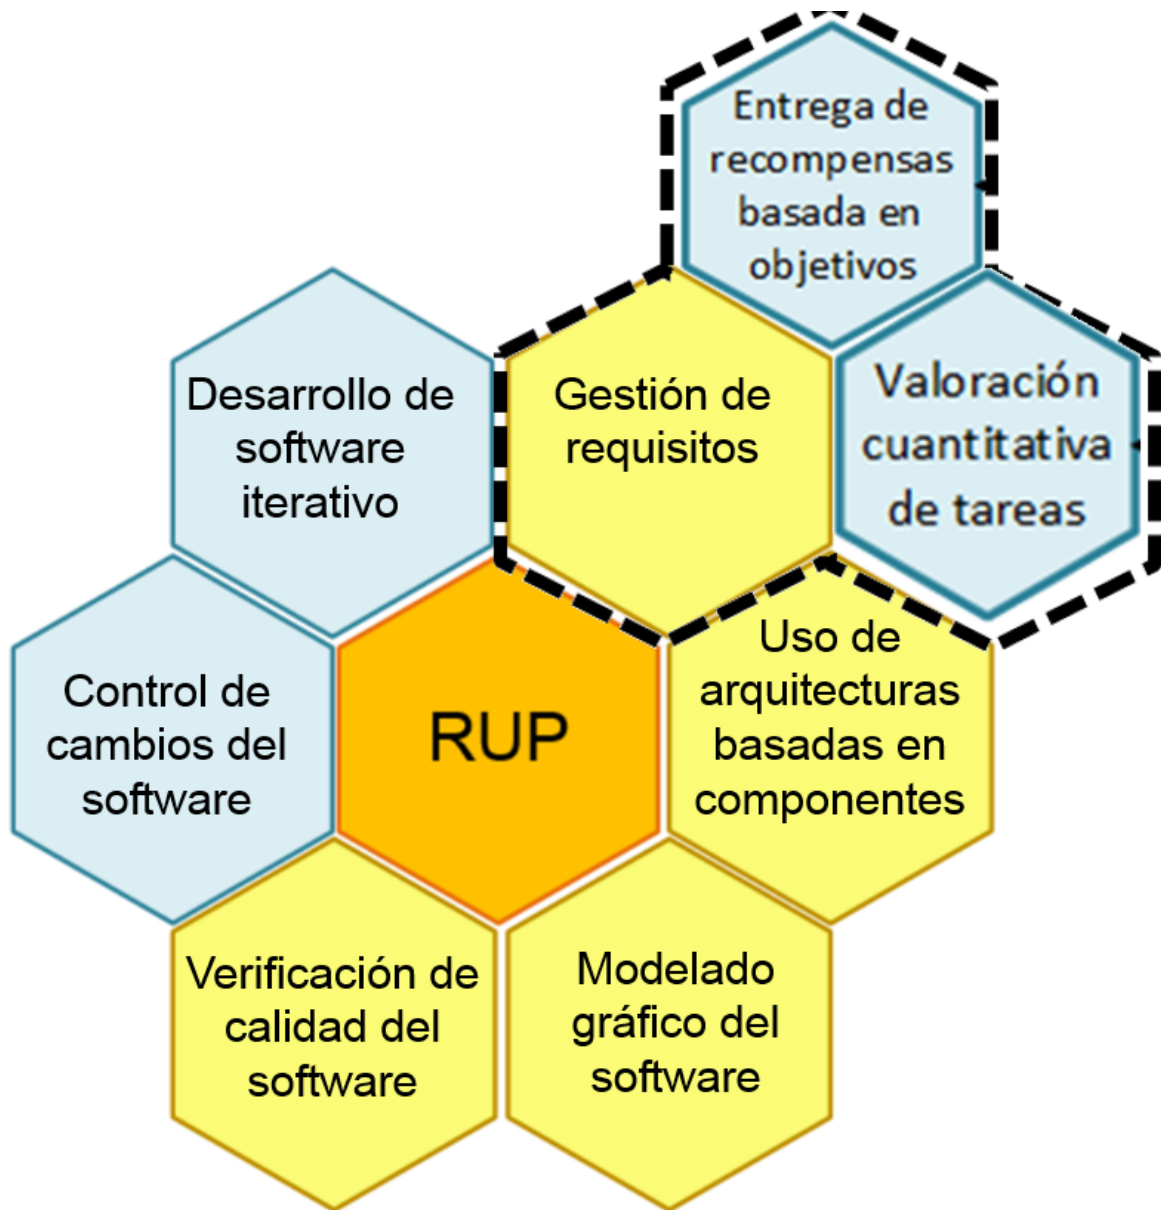 Entrega de
recompensas
basada en
objetivos
Desarrollo de
software
iterativo
Gestión de
requisitos
Valoración
cuantitativa
de tareas
Control de
cambios del
software
RUP
Uso de
arquitecturas
basadas en
componentes
Verificación de
calidad del
software
Modelado
gráfico del
software